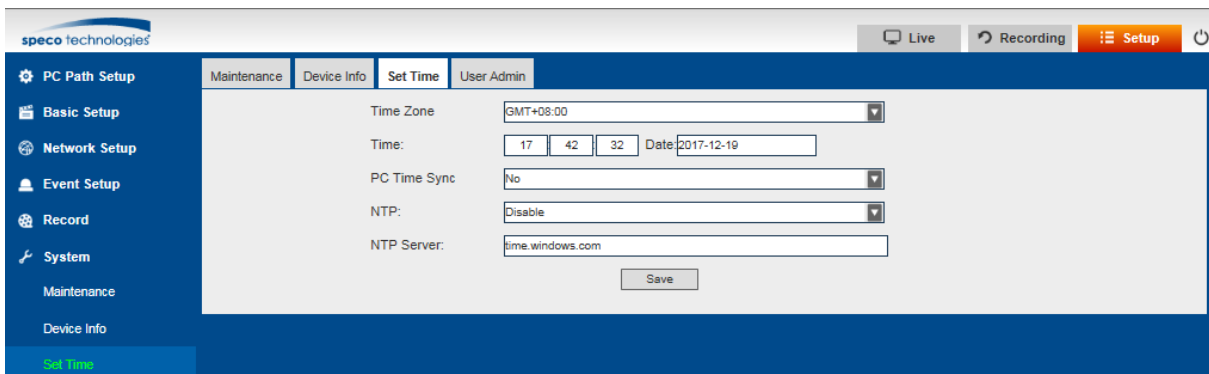 speco technologies
Live
Recording
Setup
PC Path Setup
Basic Setup
Network Setup
Event Setup
Record
System
Maintenance
Device Info
Set Time
Maintenance Device Info Set Time User Admin
Time Zone GMT+08:00
Time: 17 : 42 : 32 Date:2017-12-19
PC Time Sync No
NTP: Disable
NTP Server: time.windows.com
Save